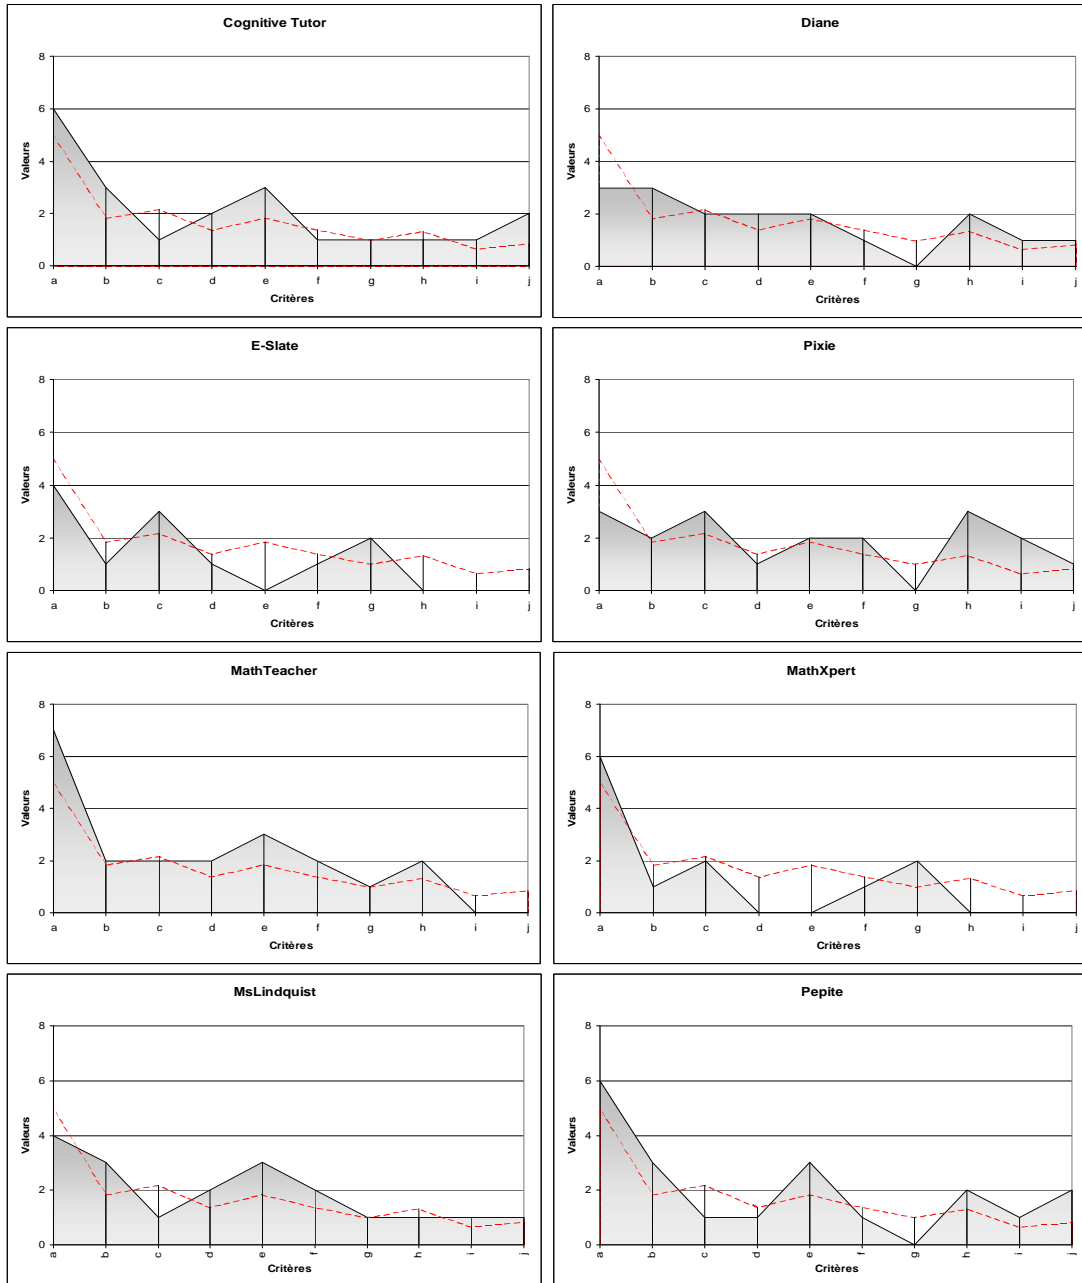 Cognitive Tutor
8
6
4
2
0
Valeurs
a b c d e f g h i j
Critères
Diane
8
6
4
2
0
Valeurs
a b c d e f g h i j
Critères
E-Slate
8
6
4
2
0
Valeurs
a b c d e f g h i j
Critères
Pixie
8
6
4
2
0
Valeurs
a b c d e f g h i j
Critères
MathTeacher
8
6
4
2
0
Valeurs
a b c d e f g h i j
Critères
MathXpert
8
6
4
2
0
Valeurs
a b c d e f g h i j
Critères
MsLindquist
8
6
4
2
0
Valeurs
a b c d e f g h i j
Critères
Pepite
8
6
4
2
0
Valeurs
a b c d e f g h i j
Critères